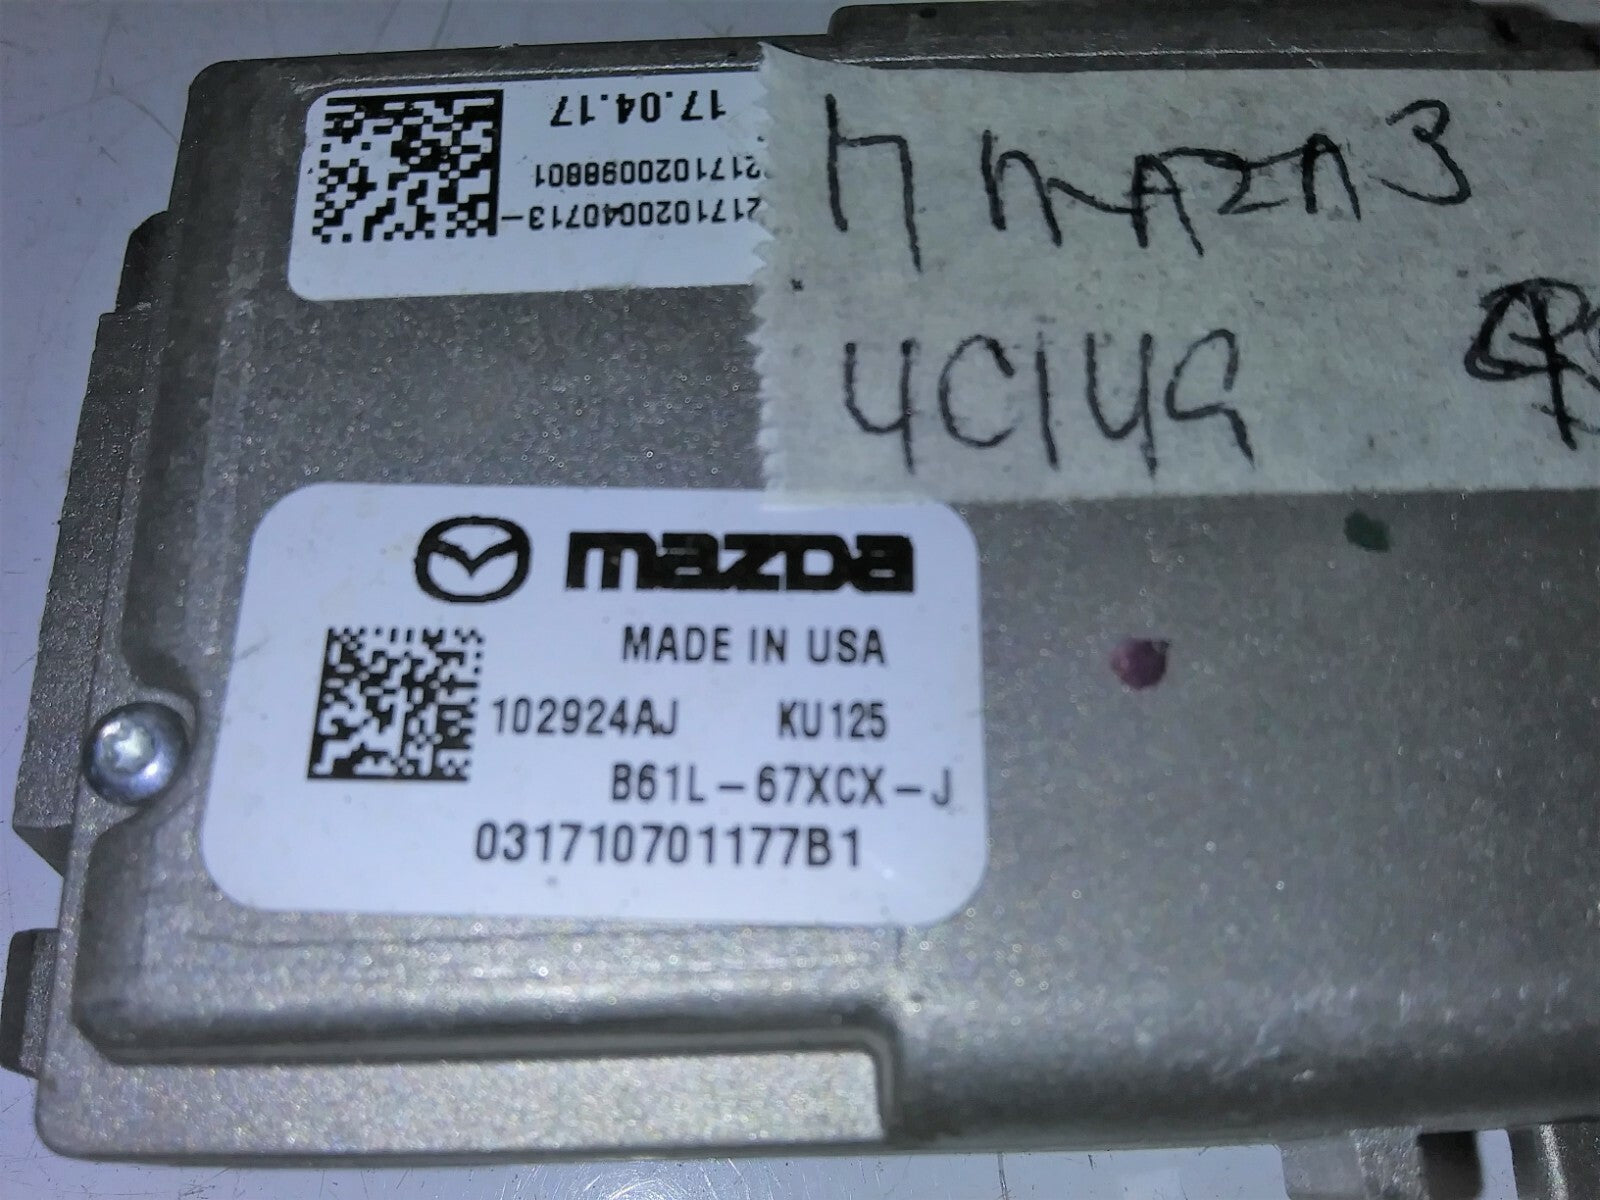 17.04.17
2171020098801
2171020040713-
17 MAZDA3
4C149
mazda
MADE IN USA
102924AJ KU125
B61L-67XCX-J
031710701177B1